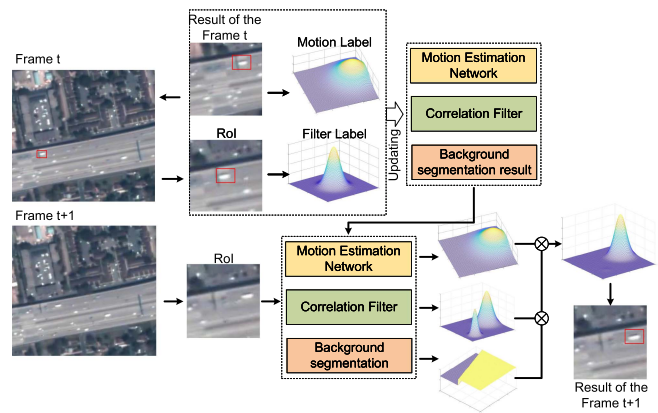 Result of the
Frame t
Motion Label
Frame t
Motion Estimation
Network
Correlation Filter
RoI
Filter Label
Updating
Background
segmentation result
Frame t+1
RoI
Motion Estimation
Network
Correlation Filter
Background
segmentation
Result of the
Frame t+1